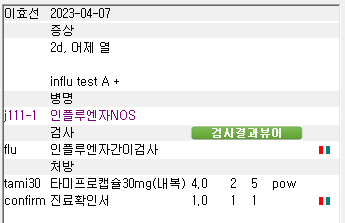 이효선 2023-04-07
증상
2d, 어제 열
influ test A +
병명
j111-1 인플루엔자NOS
검사 검사결과뷰어
flu 인플루엔자간이검사
처방
tami30 타미프로캡슐30mg(내복) 4.0 2 5 pow
confirm 진료확인서 1.0 1 1